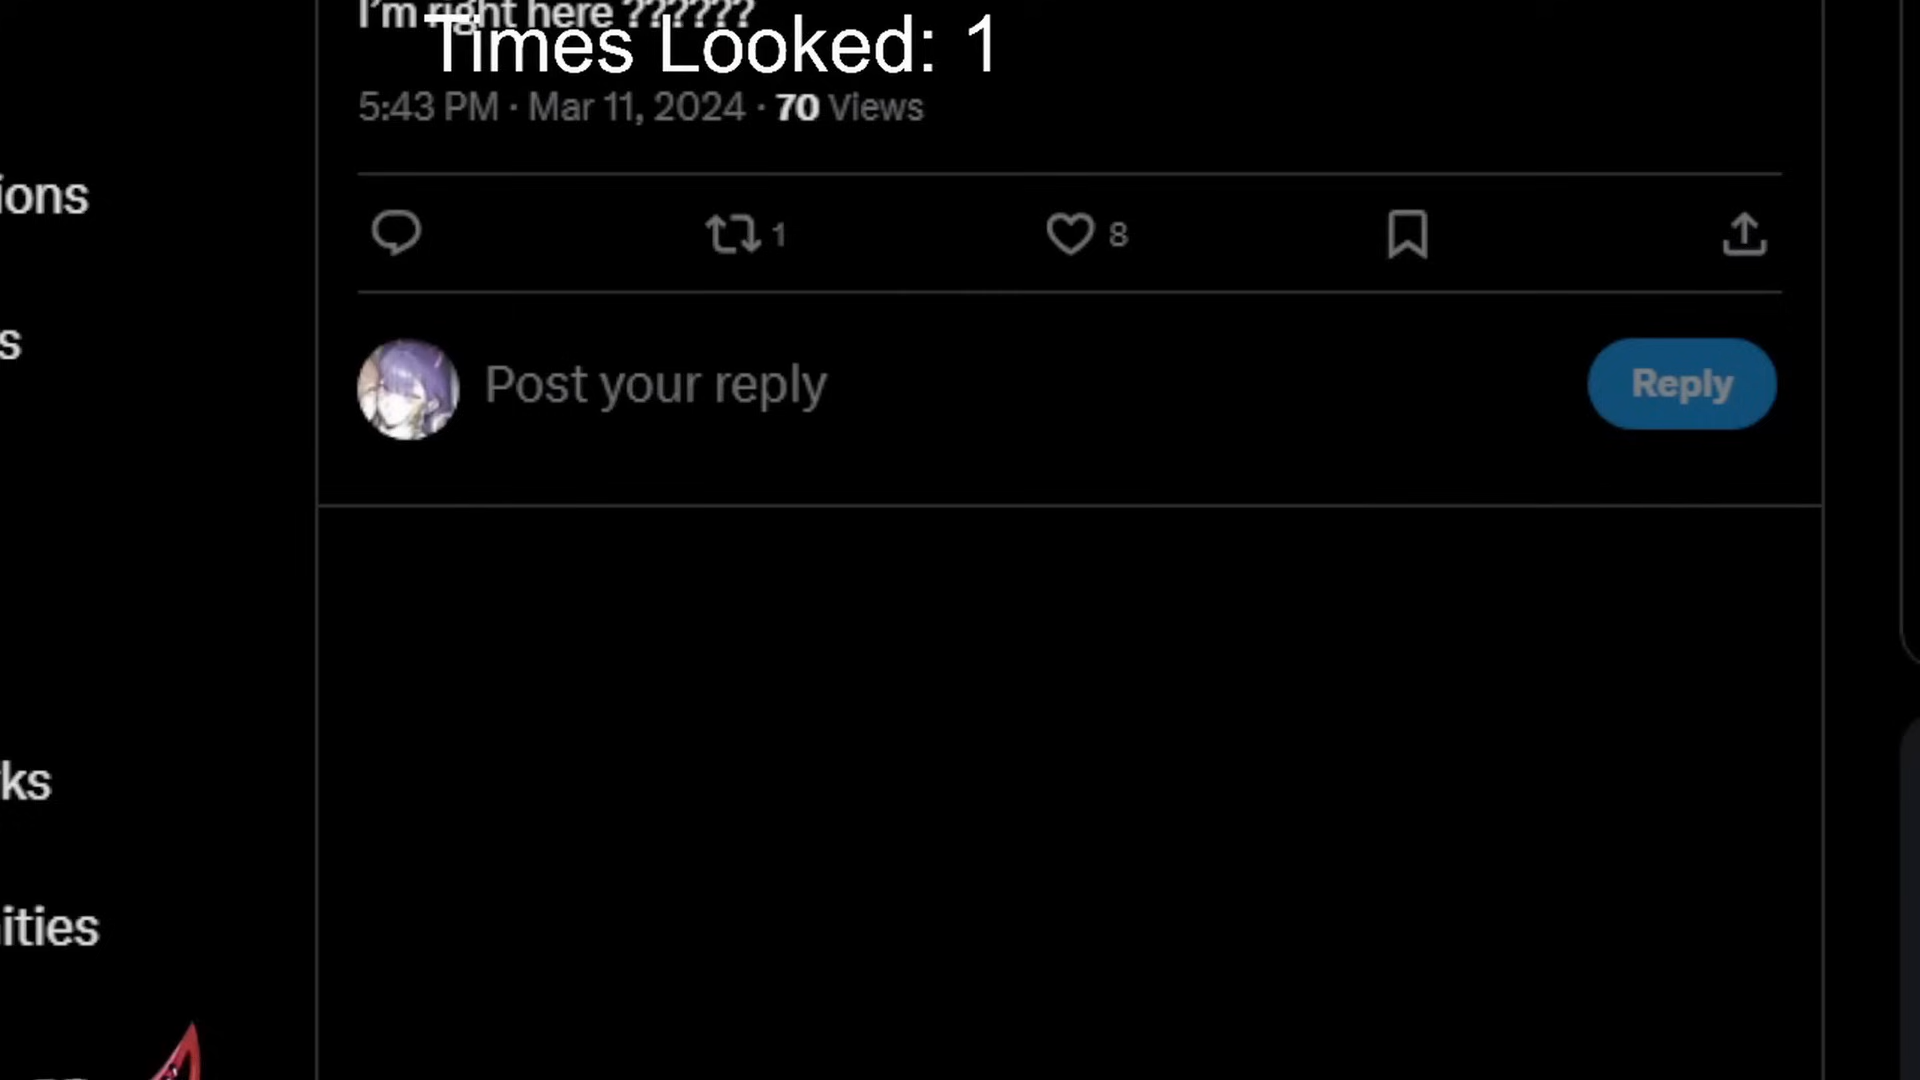 I'm right here ??????
Times Looked: 1
5:43 PM · Mar 11, 2024 · 70 Views
ions
1
8
s
Post your reply
Reply
ks
ities